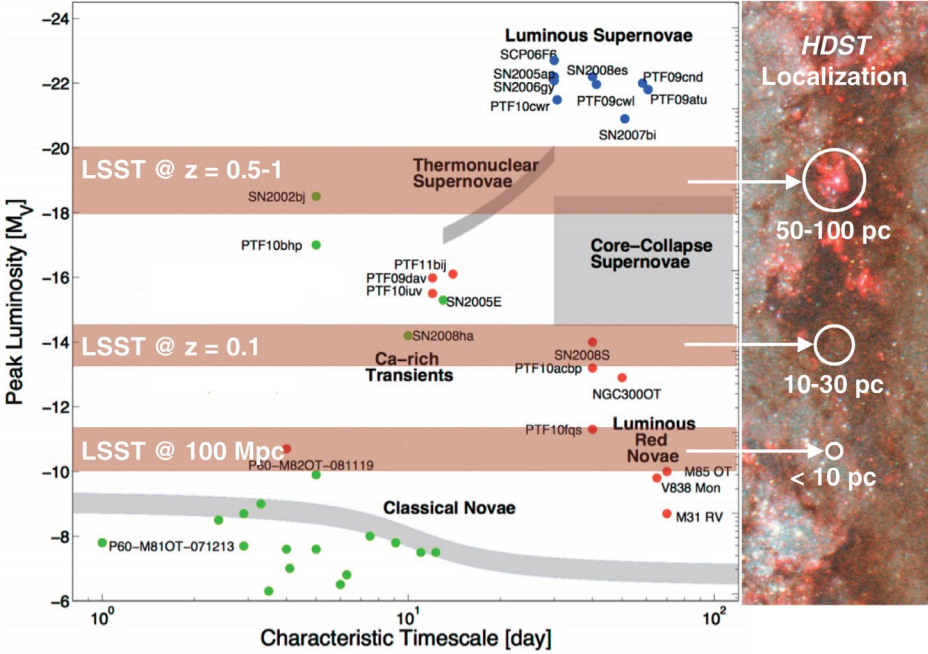 −24
−22
−20
−18
−16
−14
−12
−10
−8
−6
Peak Luminosity [M_V]
Luminous Supernovae
SCP06F6
SN2005ap
SN2008es
PTF09cnd
SN2006gy
PTF10cwr
PTF09cwl
PTF09atu
SN2007bi
HDST
Localization
LSST @ z = 0.5-1
Thermonuclear
Supernovae
SN2002bj
50-100 pc
PTF10bhp
Core−Collapse
Supernovae
PTF11bij
PTF09dav
PTF10iuv
SN2005E
LSST @ z = 0.1
SN2008ha
Ca−rich
Transients
SN2008S
PTF10acbp
NGC300OT
10-30 pc
LSST @ 100 Mpc
PTF10fqs
Luminous
Red
Novae
P60−M82OT−081119
M85 OT
V838 Mon
< 10 pc
Classical Novae
M31 RV
P60−M81OT−071213
10^0
10^1
10^2
Characteristic Timescale [day]